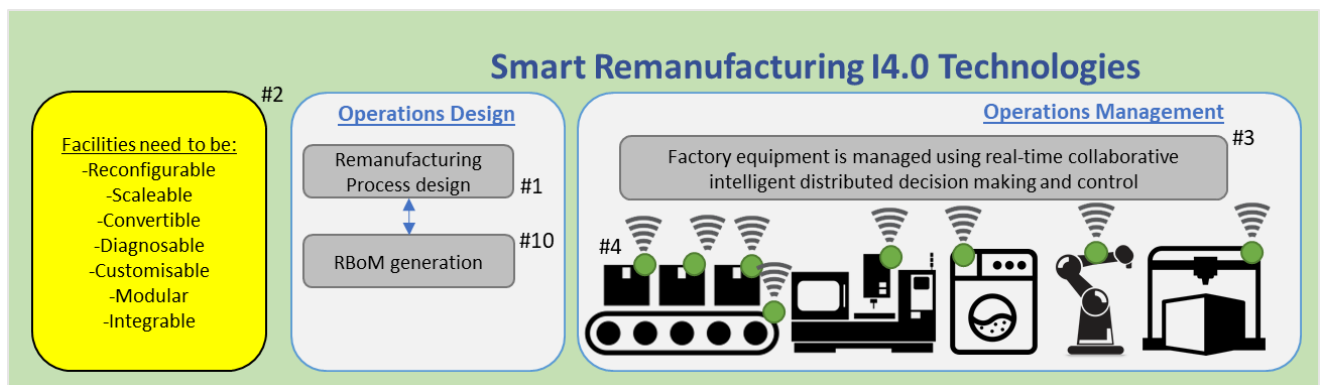 Smart Remanufacturing I4.0 Technologies
#2
Facilities need to be:
-Reconfigurable
-Scaleable
-Convertible
-Diagnosable
-Customisable
-Modular
-Integrable
Operations Design
Remanufacturing
Process design
#1
RBoM generation
#10
Operations Management
Factory equipment is managed using real-time collaborative
intelligent distributed decision making and control
#3
#4